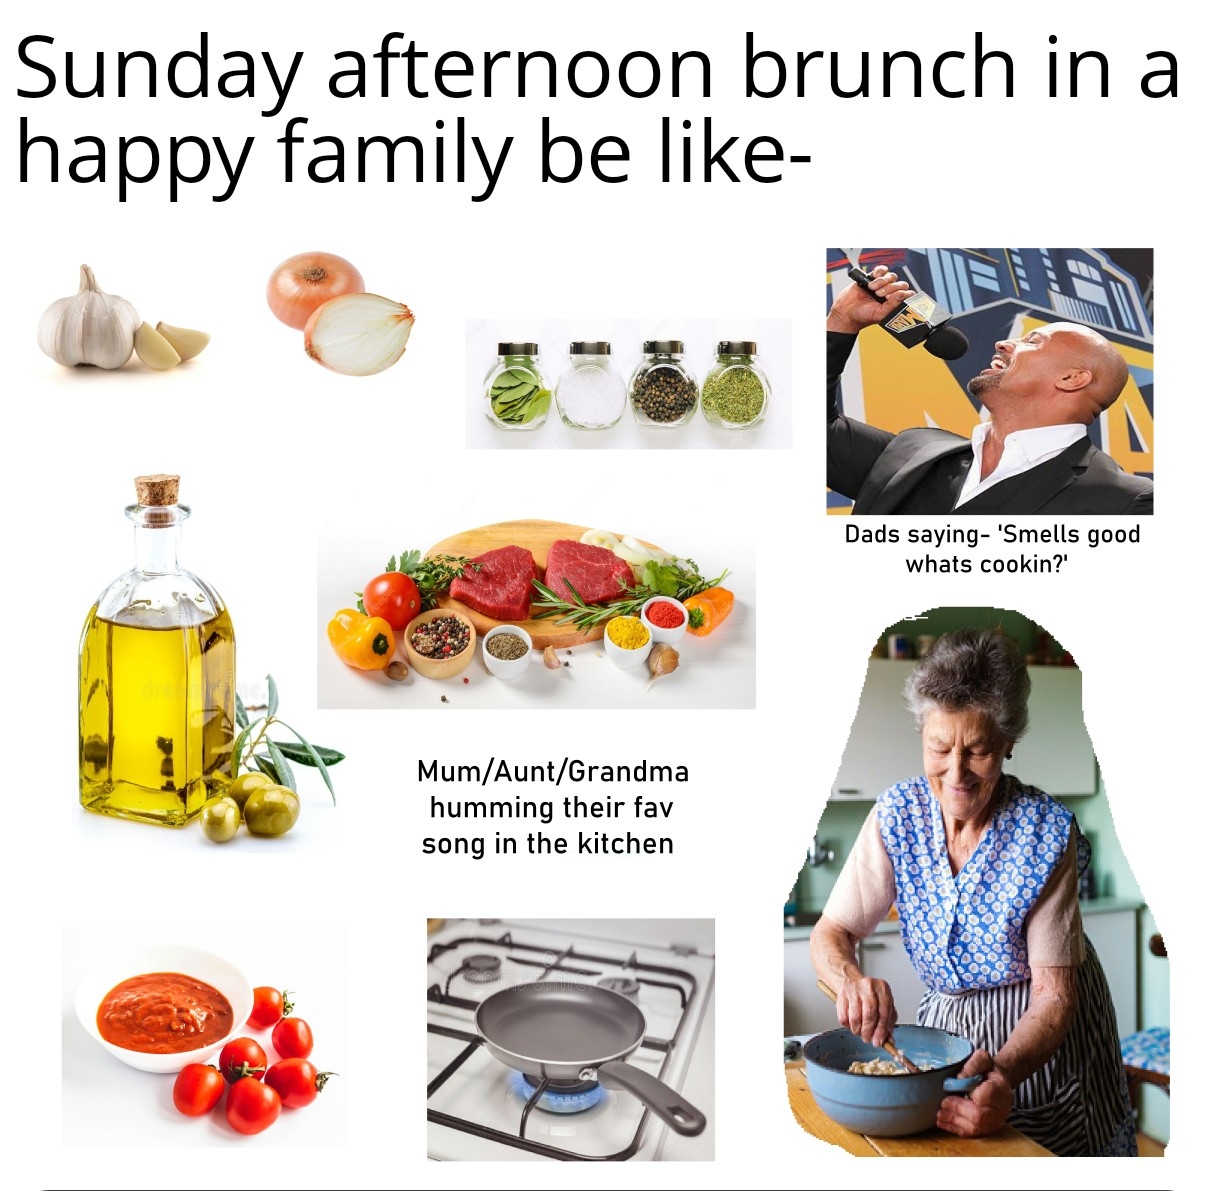 Sunday afternoon brunch in a
happy family be like-
Dads saying- 'Smells good
whats cookin?'
Mum/Aunt/Grandma
humming their fav
song in the kitchen